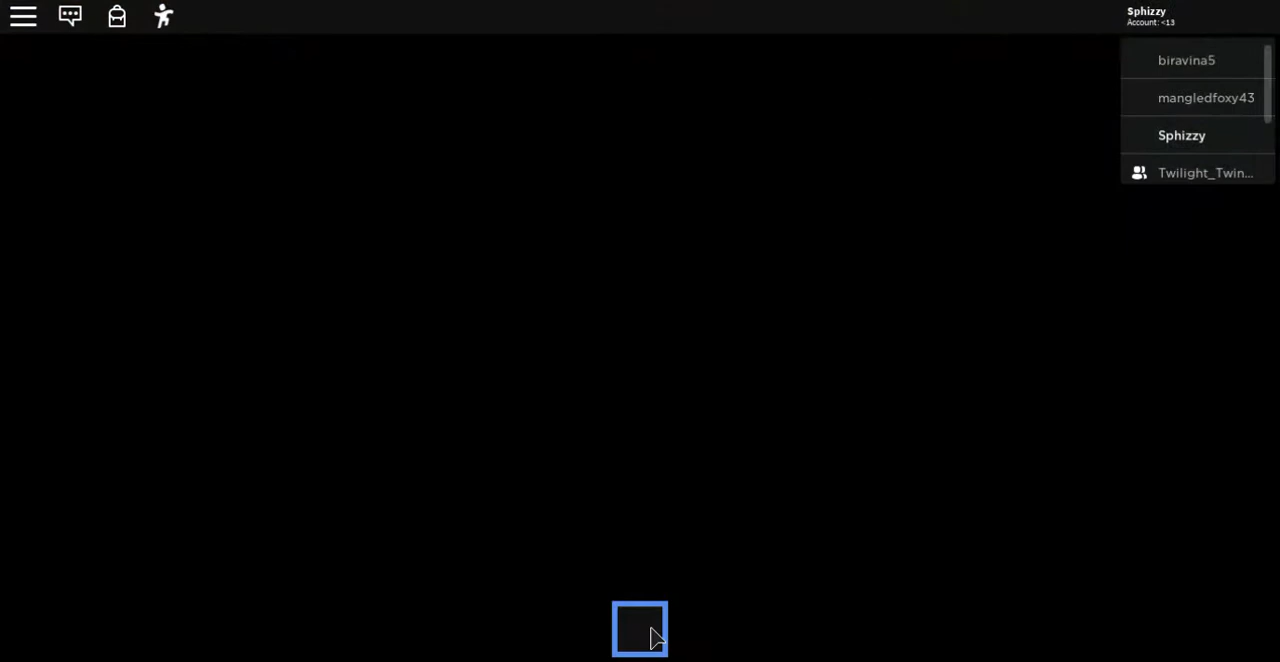 Sphizzy
Account: <13
biravina5
mangledfoxy43
Sphizzy
Twilight_Twin...